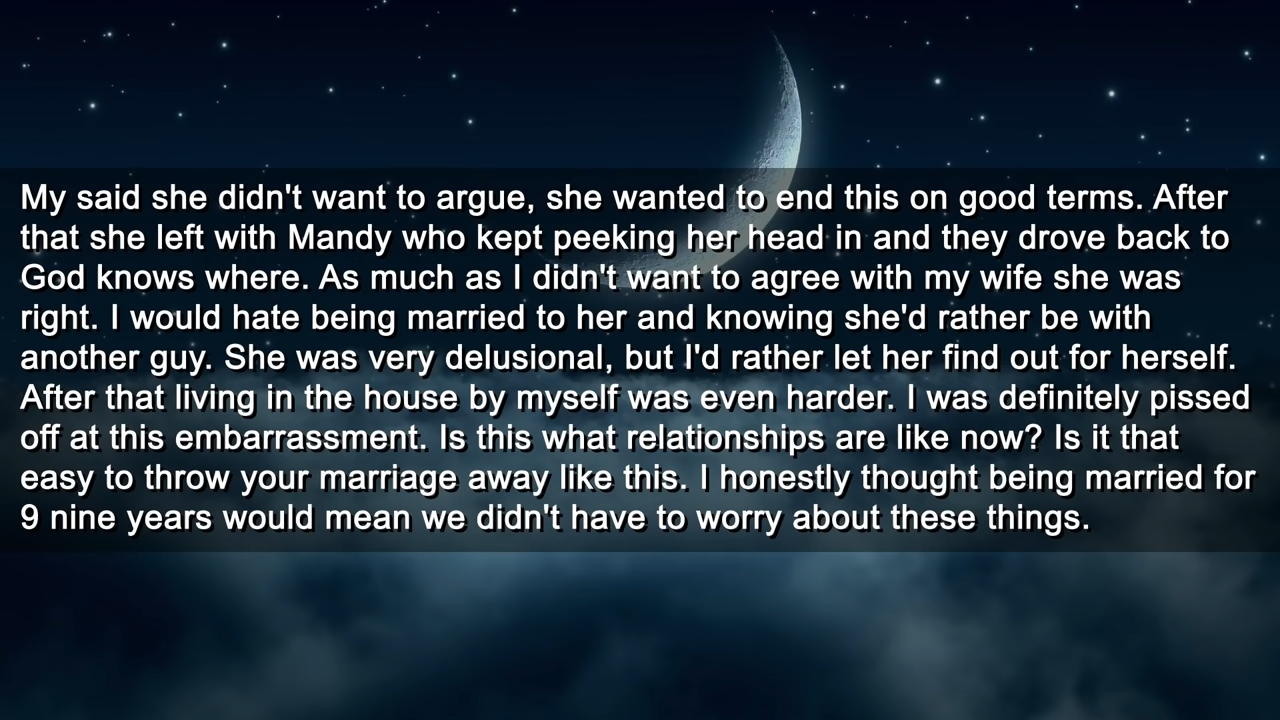 My said she didn't want to argue, she wanted to end this on good terms. After
that she left with Mandy who kept peeking her head in and they drove back to
God knows where. As much as I didn't want to agree with my wife she was
right. I would hate being married to her and knowing she'd rather be with
another guy. She was very delusional, but I'd rather let her find out for herself.
After that living in the house by myself was even harder. I was definitely pissed
off at this embarrassment. Is this what relationships are like now? Is it that
easy to throw your marriage away like this. I honestly thought being married for
9 nine years would mean we didn't have to worry about these things.